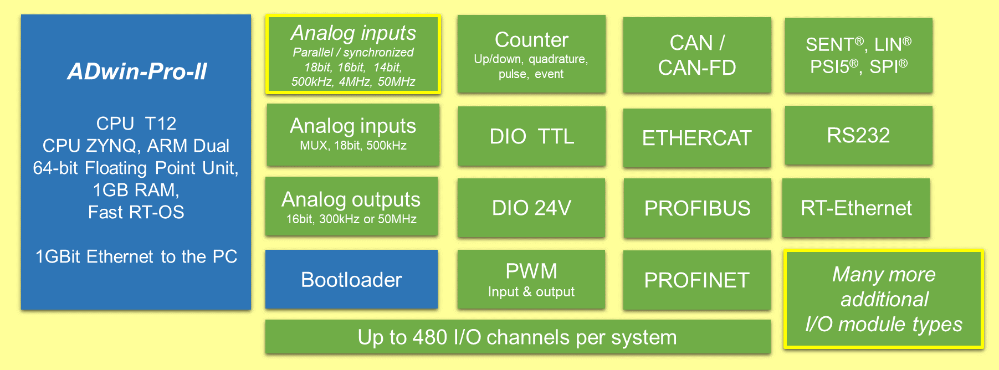 ADwin-Pro-II
CPU T12
CPU ZYNQ, ARM Dual
64-bit Floating Point Unit,
1GB RAM,
Fast RT-OS
1GBit Ethernet to the PC
Analog inputs
Parallel / synchronized
18bit, 16bit, 14bit,
500kHz, 4MHz, 50MHz
Counter
Up/down, quadrature,
pulse, event
CAN /
CAN-FD
SENT®, LIN®
PSI5®, SPI®
Analog inputs
MUX, 18bit, 500kHz
DIO TTL
ETHERCAT
RS232
Analog outputs
16bit, 300kHz or 50MHz
DIO 24V
PROFIBUS
RT-Ethernet
Bootloader
PWM
Input & output
PROFINET
Many more
additional
I/O module types
Up to 480 I/O channels per system